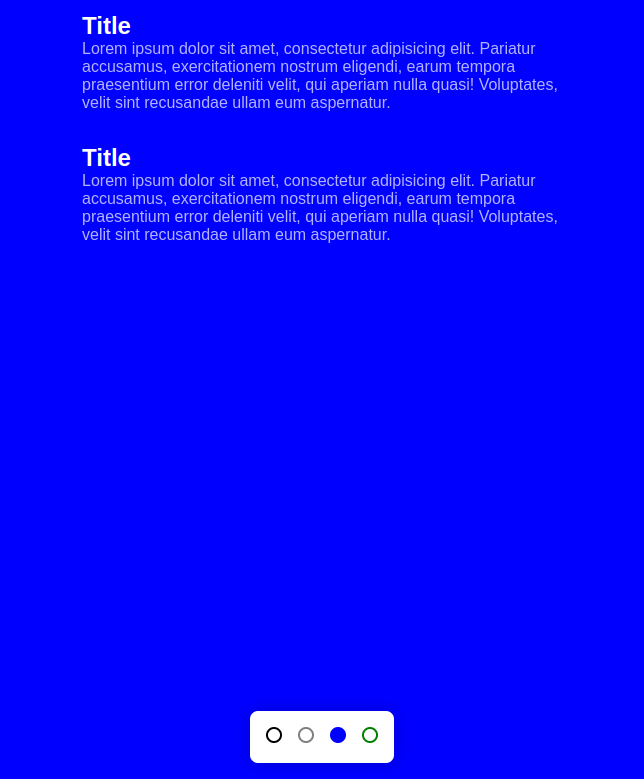 Title
Lorem ipsum dolor sit amet, consectetur adipisicing elit. Pariatur
accusamus, exercitationem nostrum eligendi, earum tempora
praesentium error deleniti velit, qui aperiam nulla quasi! Voluptates,
velit sint recusandae ullam eum aspernatur.
Title
Lorem ipsum dolor sit amet, consectetur adipisicing elit. Pariatur
accusamus, exercitationem nostrum eligendi, earum tempora
praesentium error deleniti velit, qui aperiam nulla quasi! Voluptates,
velit sint recusandae ullam eum aspernatur.